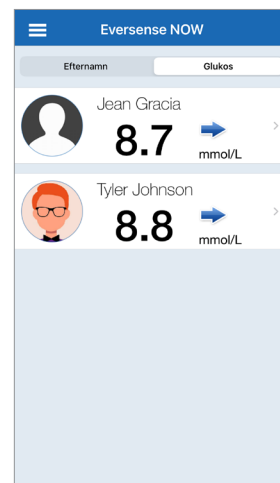 Eversense NOW
Efternamn Glukos
Jean Gracia
8.7 mmol/L
Tyler Johnson
8.8 mmol/L